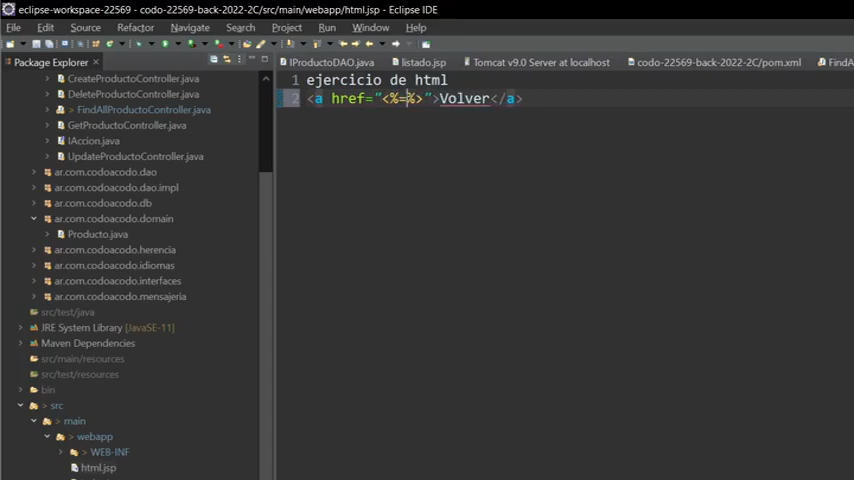 eclipse-workspace-22569 - codo-22569-back-2022-2C/src/main/webapp/html.jsp - Eclipse IDE
File Edit Source Refactor Navigate Search Project Run Window Help
Package Explorer
IProductoDAO.java listado.jsp Tomcat v9.0 Server at localhost codo-22569-back-2022-2C/pom.xml FindAl
CreateProductoController.java
1 ejercicio de html
DeleteProductoController.java
2 <a href="<%=%>">Volver</a>
> FindAllProductoController.java
GetProductoController.java
IAccion.java
UpdateProductoController.java
ar.com.codoacodo.dao
ar.com.codoacodo.dao.impl
ar.com.codoacodo.db
ar.com.codoacodo.domain
Producto.java
ar.com.codoacodo.herencia
ar.com.codoacodo.idiomas
ar.com.codoacodo.interfaces
ar.com.codoacodo.mensajeria
src/test/java
JRE System Library [JavaSE-11]
Maven Dependencies
src/main/resources
src/test/resources
bin
> src
> main
> webapp
> WEB-INF
html.jsp